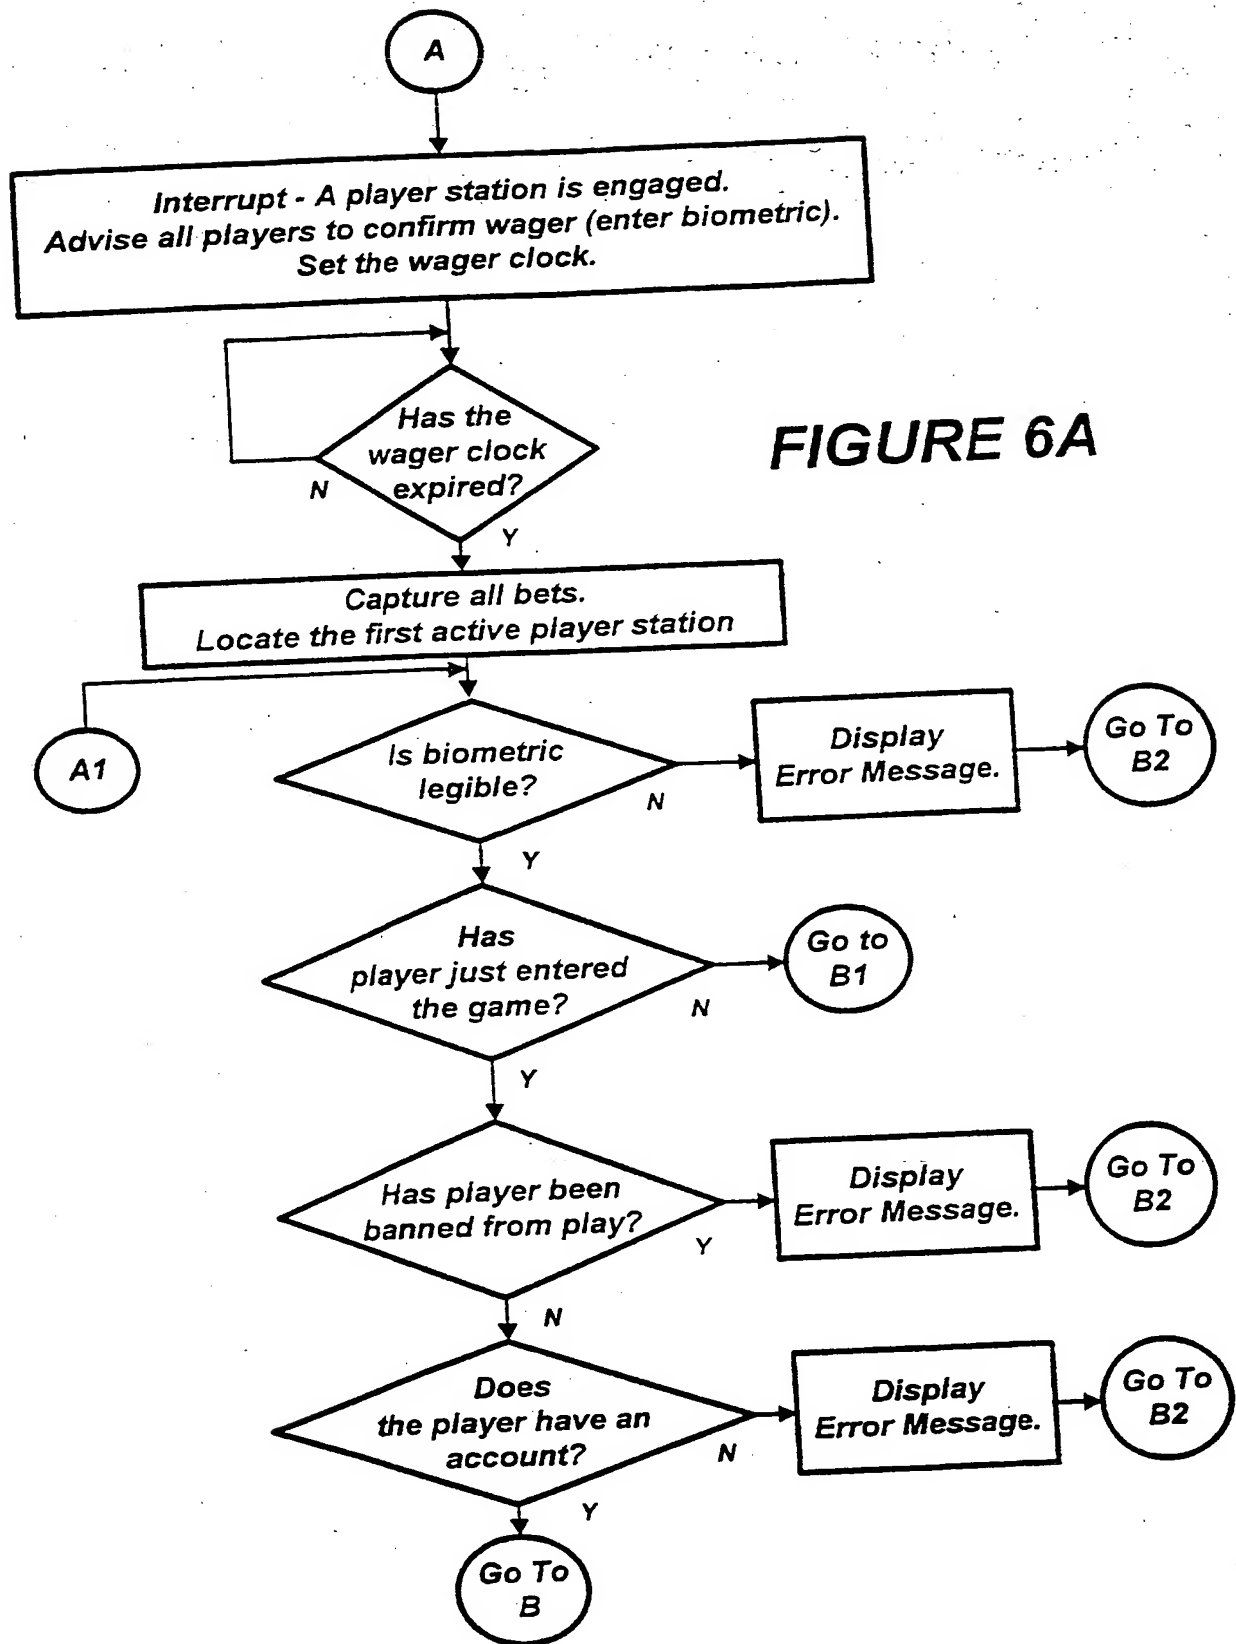 A
Interrupt - A player station is engaged.
Advise all players to confirm wager (enter biometric).
Set the wager clock.
Has the
wager clock
expired?
N
Y
FIGURE 6A
Capture all bets.
Locate the first active player station
A1
Is biometric
legible?
N
Y
Display
Error Message.
Go To
B2
Has
player just entered
the game?
N
Y
Go to
B1
Has player been
banned from play?
Y
N
Display
Error Message.
Go To
B2
Does
the player have an
account?
N
Y
Display
Error Message.
Go To
B2
Go To
B